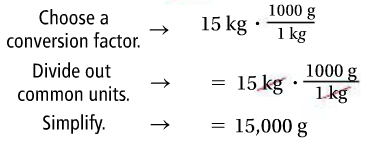 Choose a conversion factor. → 15 kg · 1000 g / 1 kg
Divide out common units. → = 15 kg · 1000 g / 1 kg
Simplify. → = 15,000 g